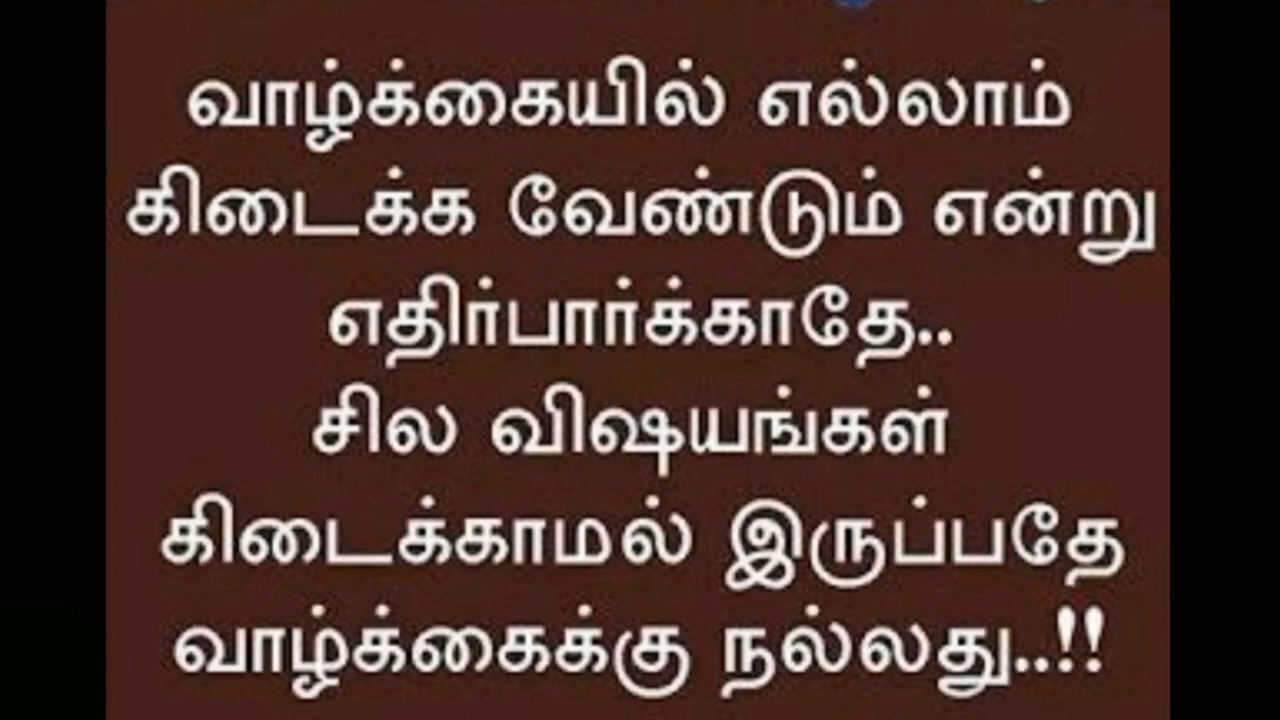 வாழ்க்கையில் எல்லாம்
கிடைக்க வேண்டும் என்று
எதிர்பார்க்காதே..
சில விஷயங்கள்
கிடைக்காமல் இருப்பதே
வாழ்க்கைக்கு நல்லது..!!